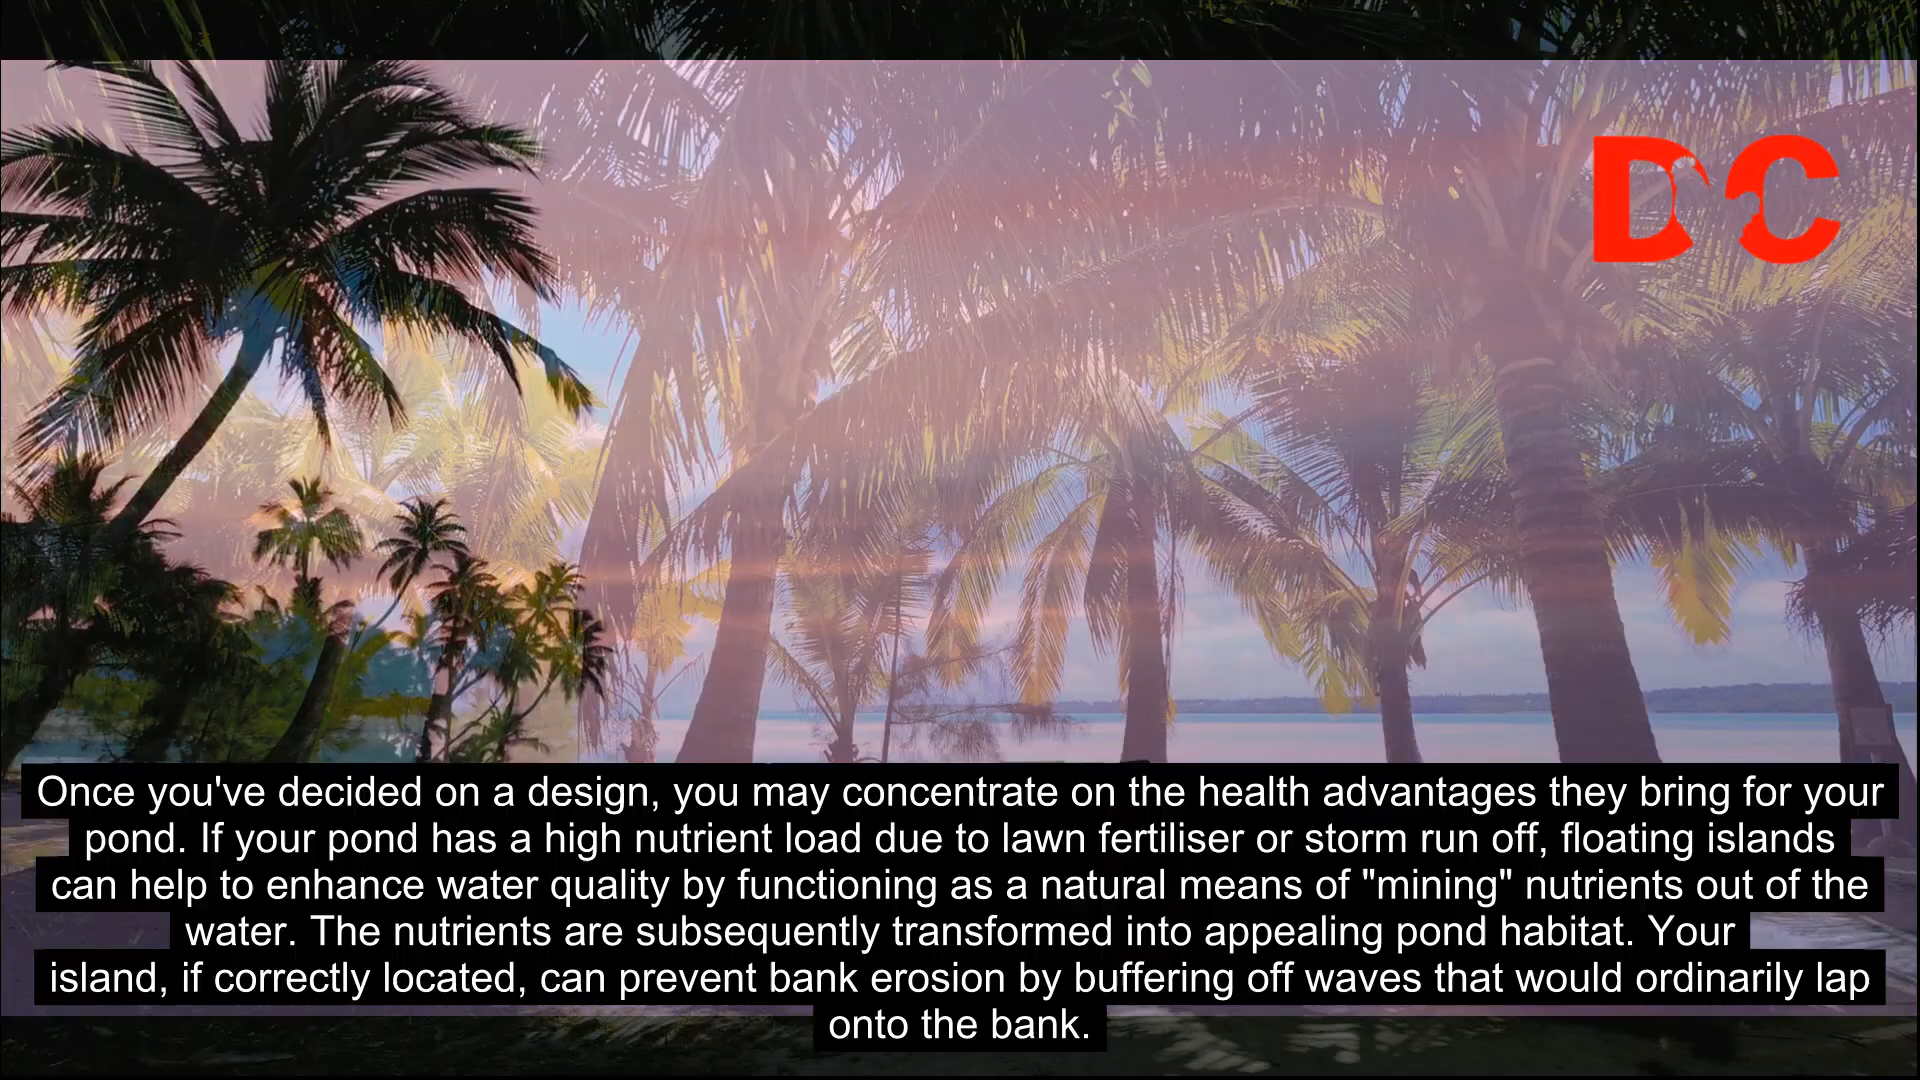 DC
Once you've decided on a design, you may concentrate on the health advantages they bring for your
pond. If your pond has a high nutrient load due to lawn fertiliser or storm run off, floating islands
can help to enhance water quality by functioning as a natural means of "mining" nutrients out of the
water. The nutrients are subsequently transformed into appealing pond habitat. Your
island, if correctly located, can prevent bank erosion by buffering off waves that would ordinarily lap
onto the bank.